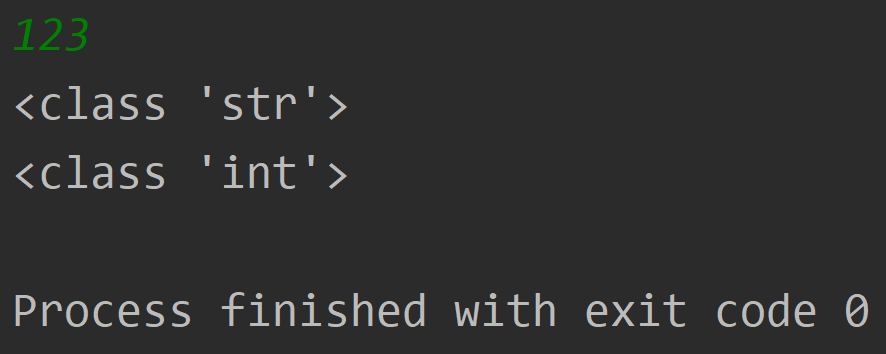 123
<class 'str'>
<class 'int'>
Process finished with exit code 0